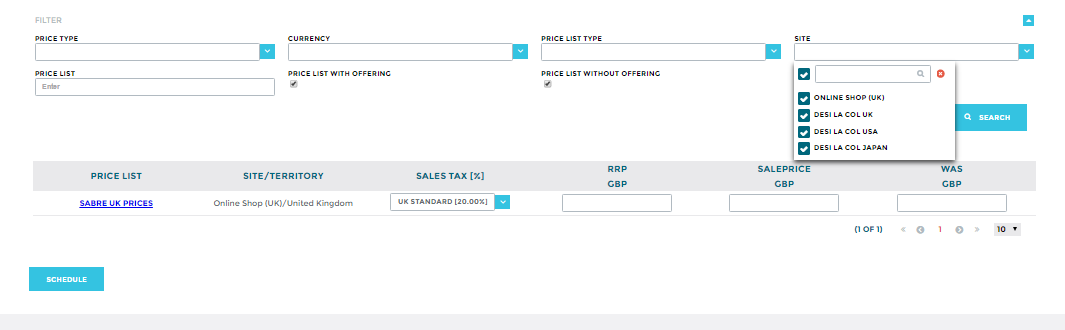 FILTER
PRICE TYPE CURRENCY PRICE LIST TYPE SITE
PRICE LIST PRICE LIST WITH OFFERING PRICE LIST WITHOUT OFFERING
Enter
ONLINE SHOP (UK)
DESI LA COL UK
DESI LA COL USA
DESI LA COL JAPAN
SEARCH
PRICE LIST SITE/TERRITORY SALES TAX [%] RRP SALEPRICE WAS
GBP GBP GBP
SABRE UK PRICES Online Shop (UK)/United Kingdom UK STANDARD [20.00%]
(1 OF 1) « 1 » 10
SCHEDULE